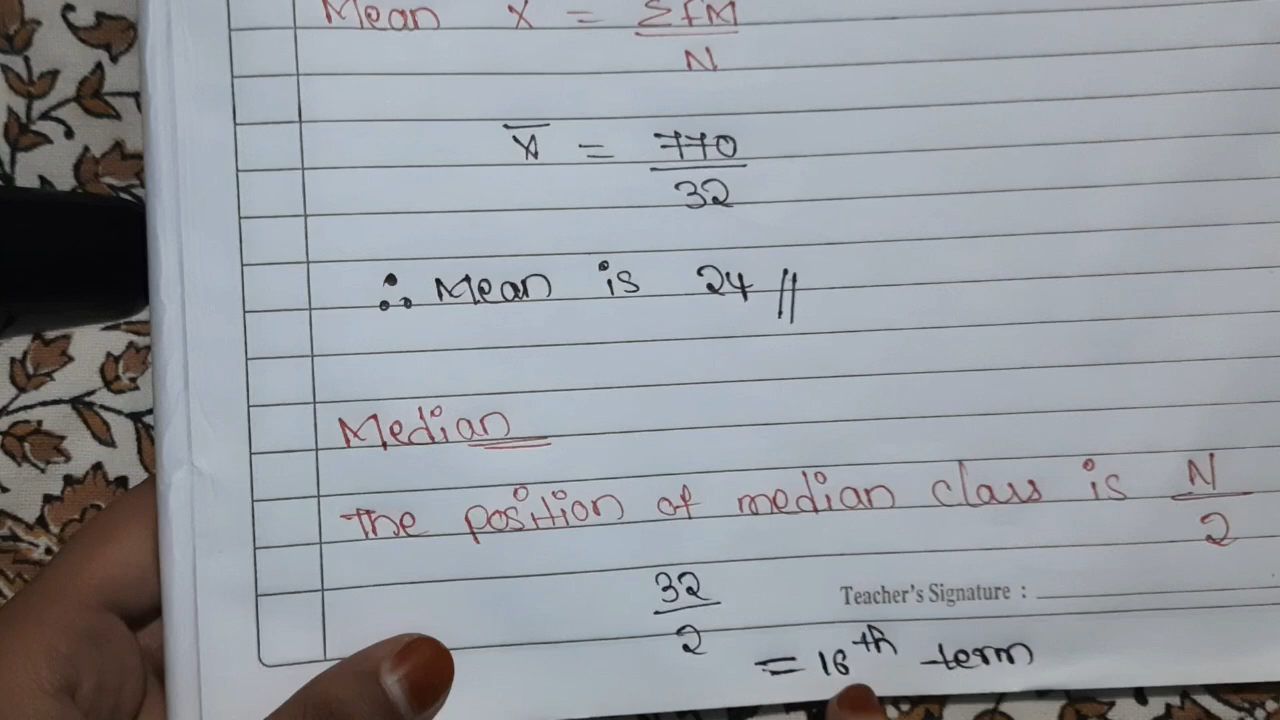 Mean X = ΣfM
N
X̄ = 770
32
∴ Mean is 24 //
Median
The position of median class is N
2
32
2
Teacher's Signature :
= 16th term